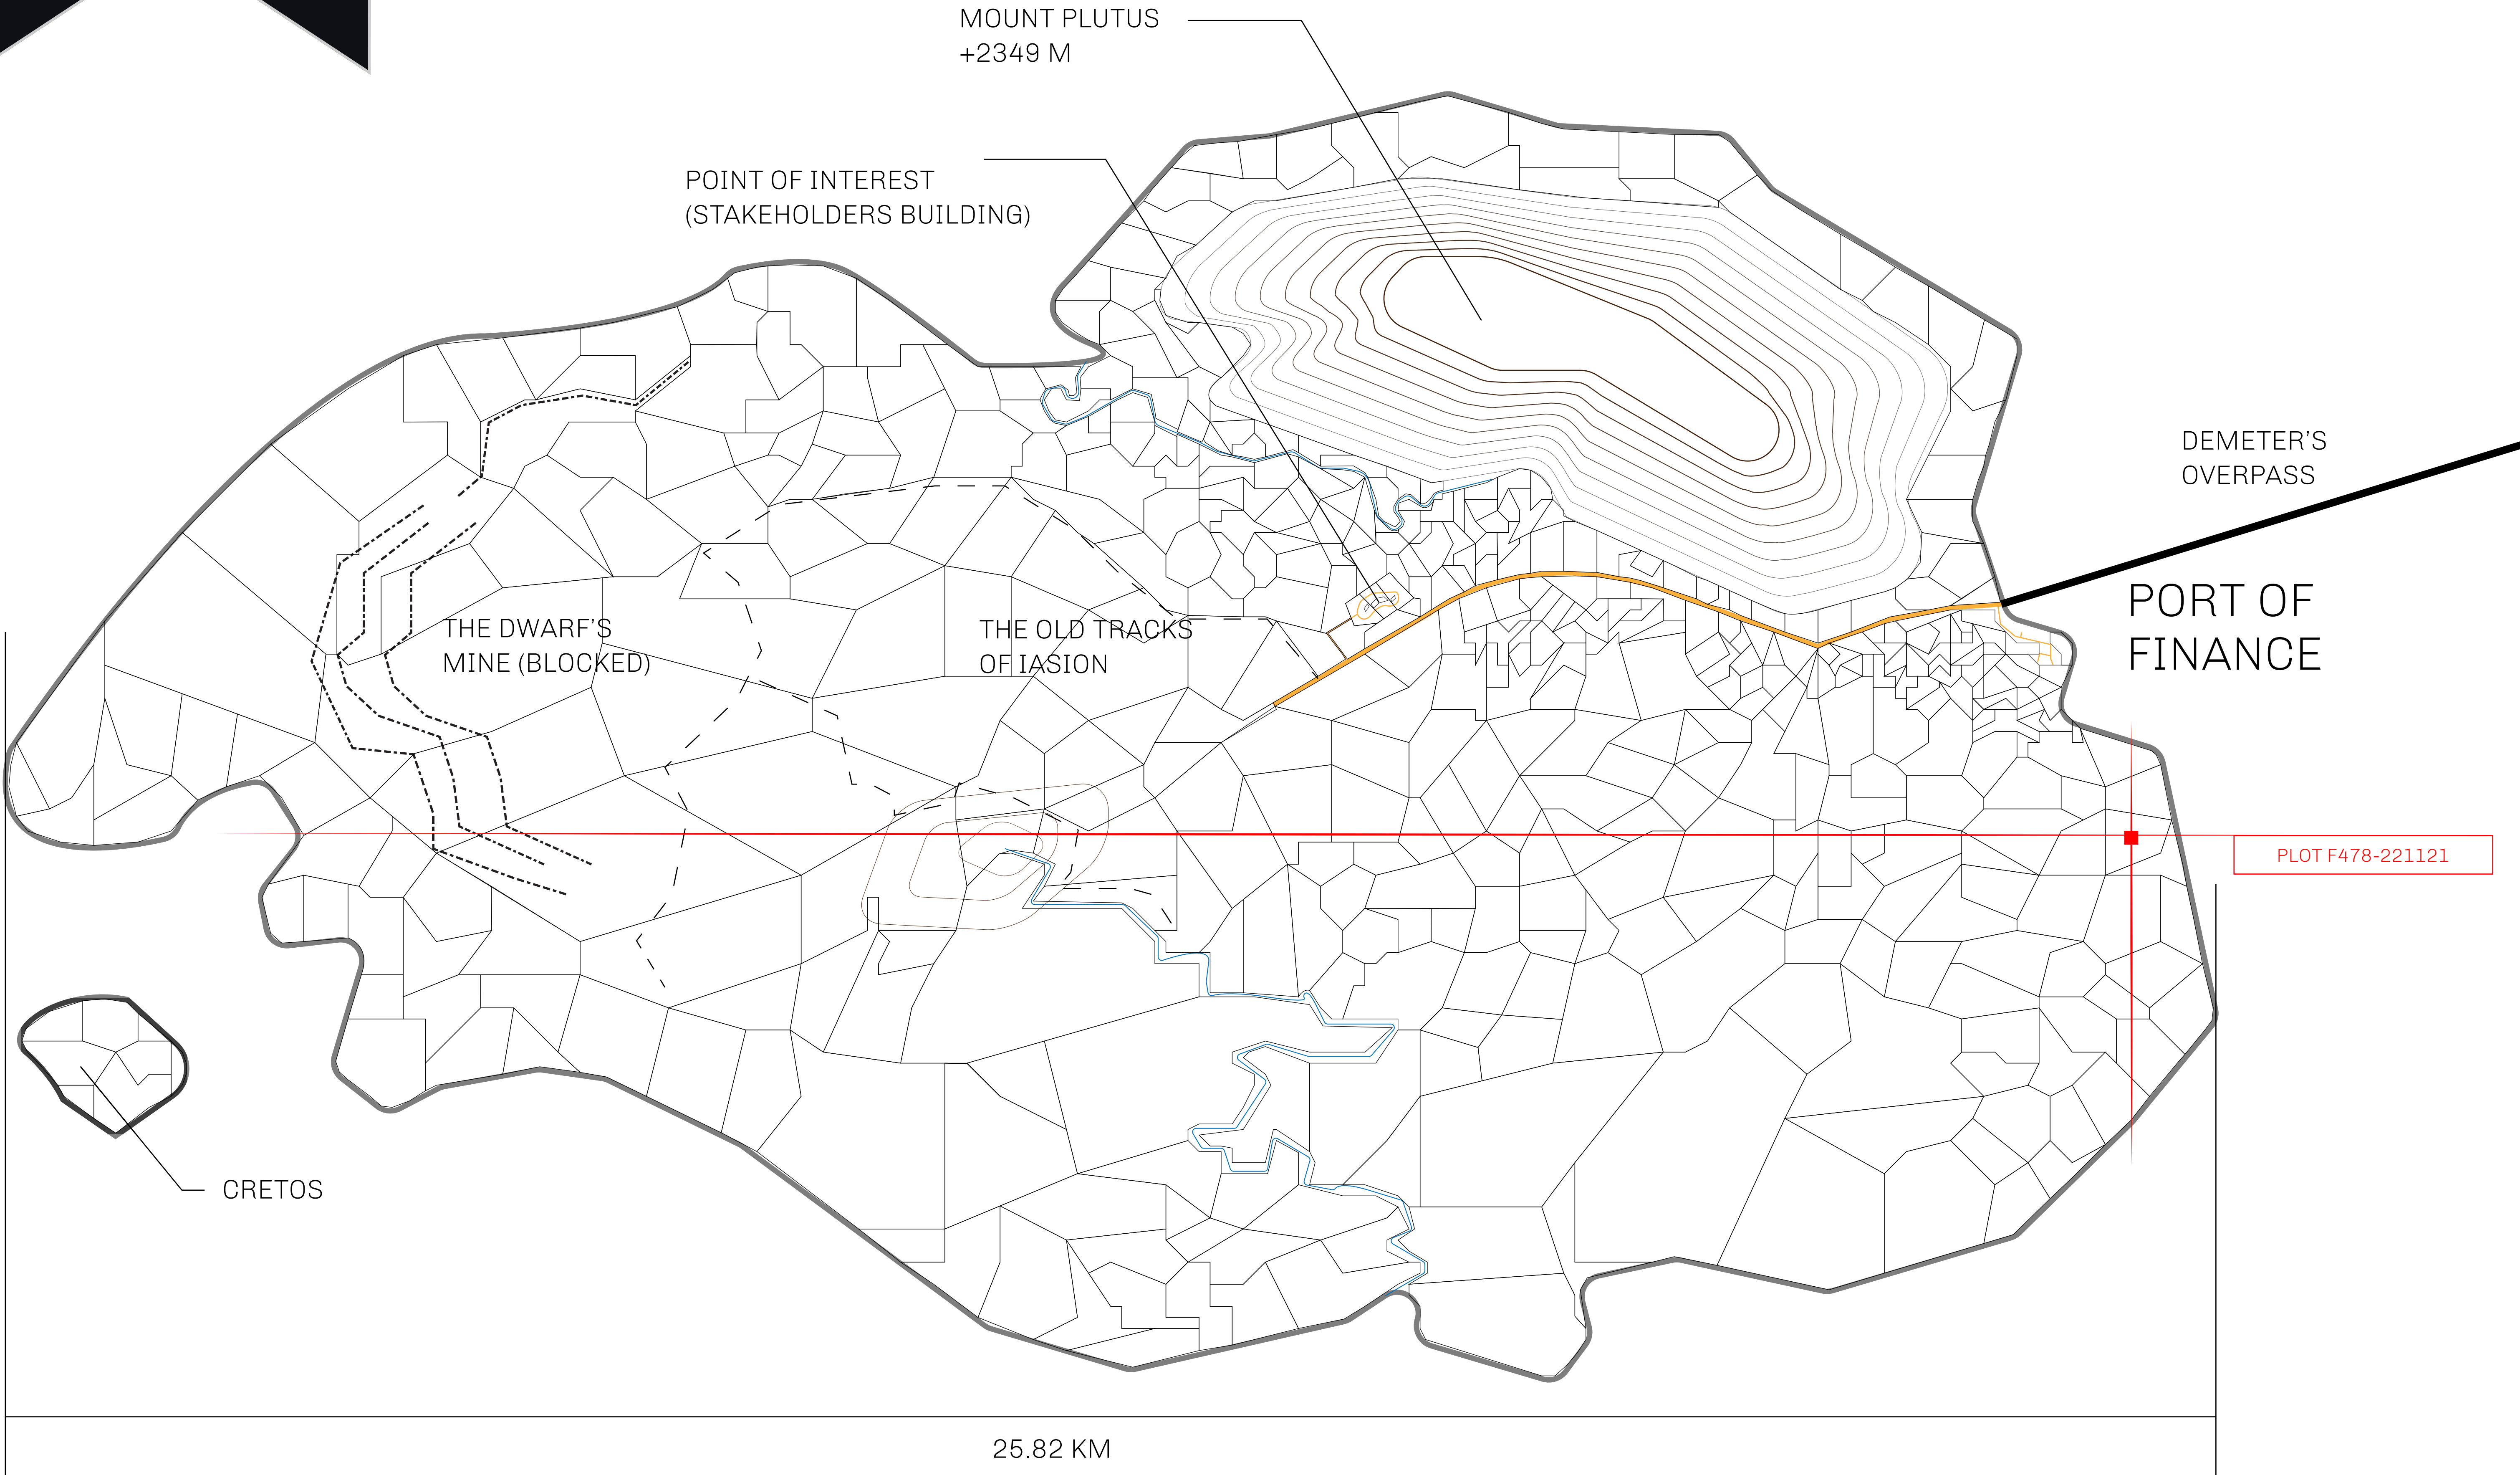 MOUNT PLUTUS
+2349 M
POINT OF INTEREST
(STAKEHOLDERS BUILDING)
DEMETER'S
OVERPASS
PORT OF
FINANCE
THE DWARF'S
MINE (BLOCKED)
THE OLD TRACKS
OF IASION
PLOT F478-221121
CRETOS
25.82 KM